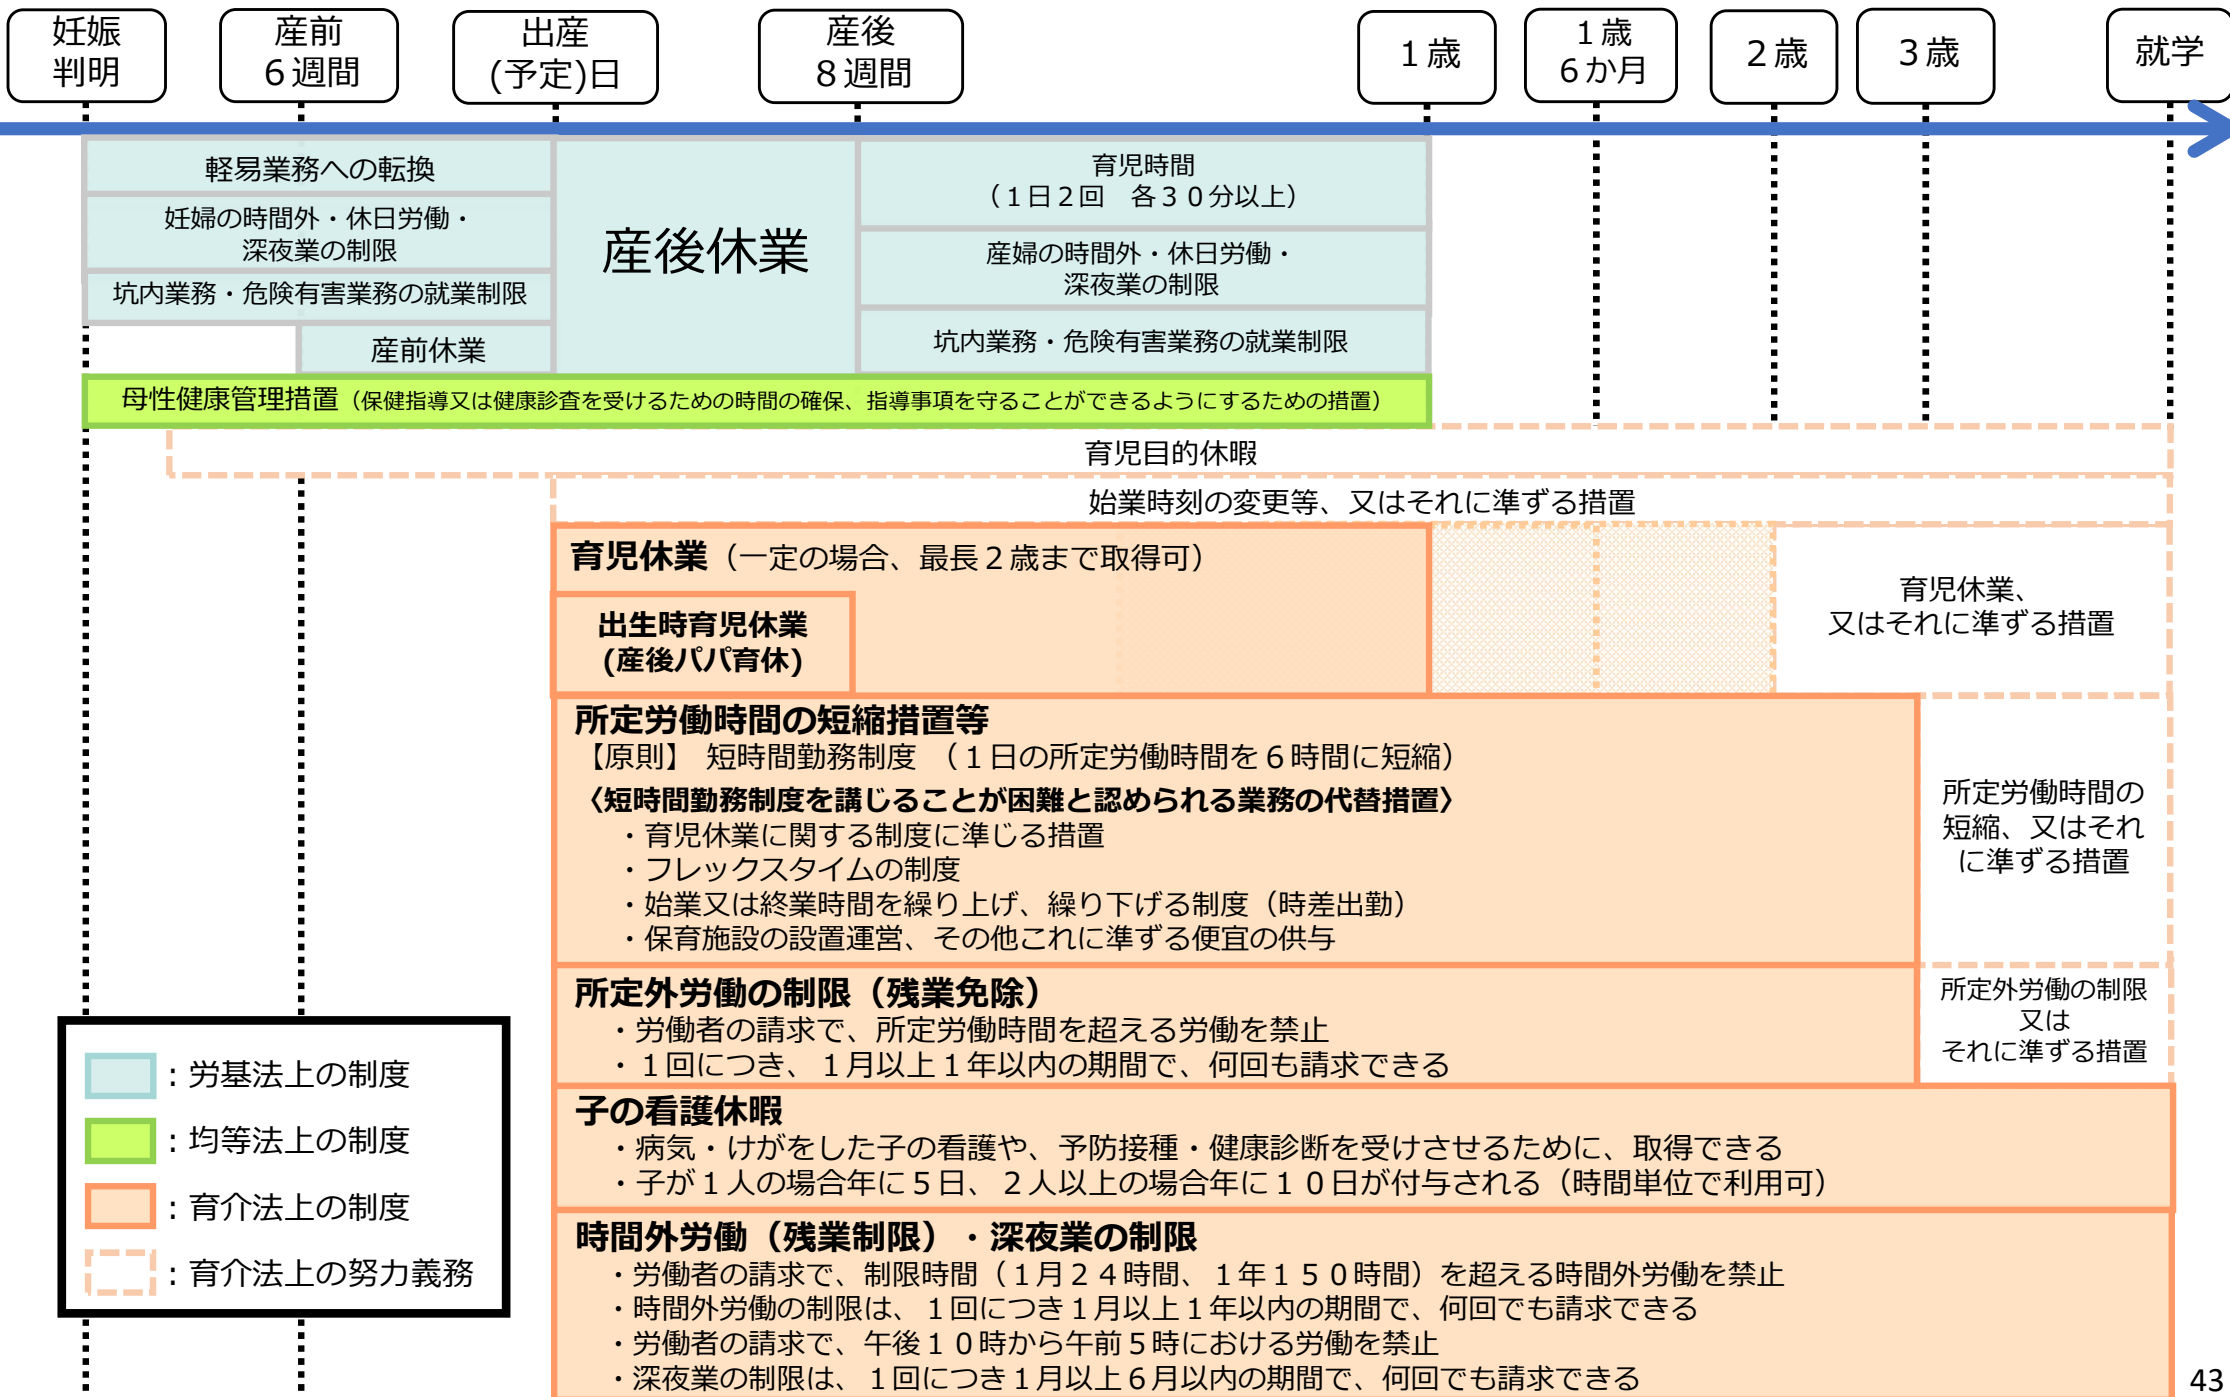 妊娠
判明
産前
６週間
出産
(予定)日
産後
８週間
１歳
１歳
６か月
２歳
３歳
就学
軽易業務への転換
妊婦の時間外・休日労働・
深夜業の制限
坑内業務・危険有害業務の就業制限
産前休業
産後休業
育児時間
（１日２回　各３０分以上）
産婦の時間外・休日労働・
深夜業の制限
坑内業務・危険有害業務の就業制限
母性健康管理措置（保健指導又は健康診査を受けるための時間の確保、指導事項を守ることができるようにするための措置）
育児目的休暇
始業時刻の変更等、又はそれに準ずる措置
育児休業（一定の場合、最長２歳まで取得可）
出生時育児休業
(産後パパ育休)
育児休業、
又はそれに準ずる措置
所定労働時間の短縮措置等
【原則】 短時間勤務制度 （１日の所定労働時間を６時間に短縮）
〈短時間勤務制度を講じることが困難と認められる業務の代替措置〉
・育児休業に関する制度に準じる措置
・フレックスタイムの制度
・始業又は終業時間を繰り上げ、繰り下げる制度（時差出勤）
・保育施設の設置運営、その他これに準ずる便宜の供与
所定労働時間の
短縮、又はそれ
に準ずる措置
所定外労働の制限（残業免除）
・労働者の請求で、所定労働時間を超える労働を禁止
・１回につき、１月以上１年以内の期間で、何回も請求できる
所定外労働の制限
又は
それに準ずる措置
子の看護休暇
・病気・けがをした子の看護や、予防接種・健康診断を受けさせるために、取得できる
・子が１人の場合年に５日、２人以上の場合年に１０日が付与される（時間単位で利用可）
時間外労働（残業制限）・深夜業の制限
・労働者の請求で、制限時間（１月２４時間、１年１５０時間）を超える時間外労働を禁止
・時間外労働の制限は、１回につき１月以上１年以内の期間で、何回でも請求できる
・労働者の請求で、午後１０時から午前５時における労働を禁止
・深夜業の制限は、１回につき１月以上６月以内の期間で、何回でも請求できる
：労基法上の制度
：均等法上の制度
：育介法上の制度
：育介法上の努力義務
43